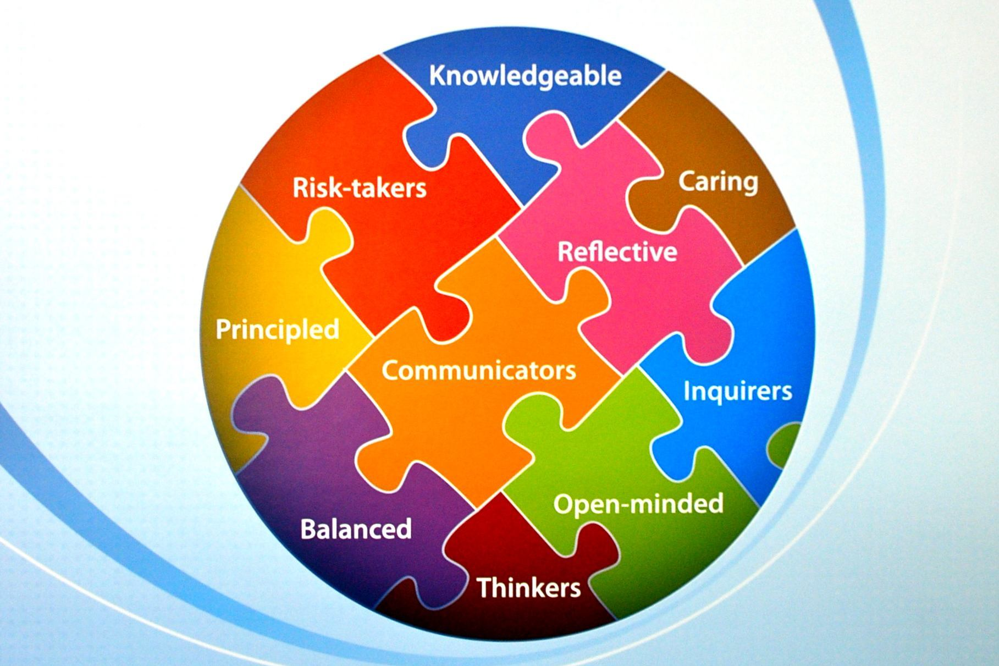 Knowledgeable
Risk-takers
Caring
Reflective
Principled
Communicators
Inquirers
Open-minded
Balanced
Thinkers